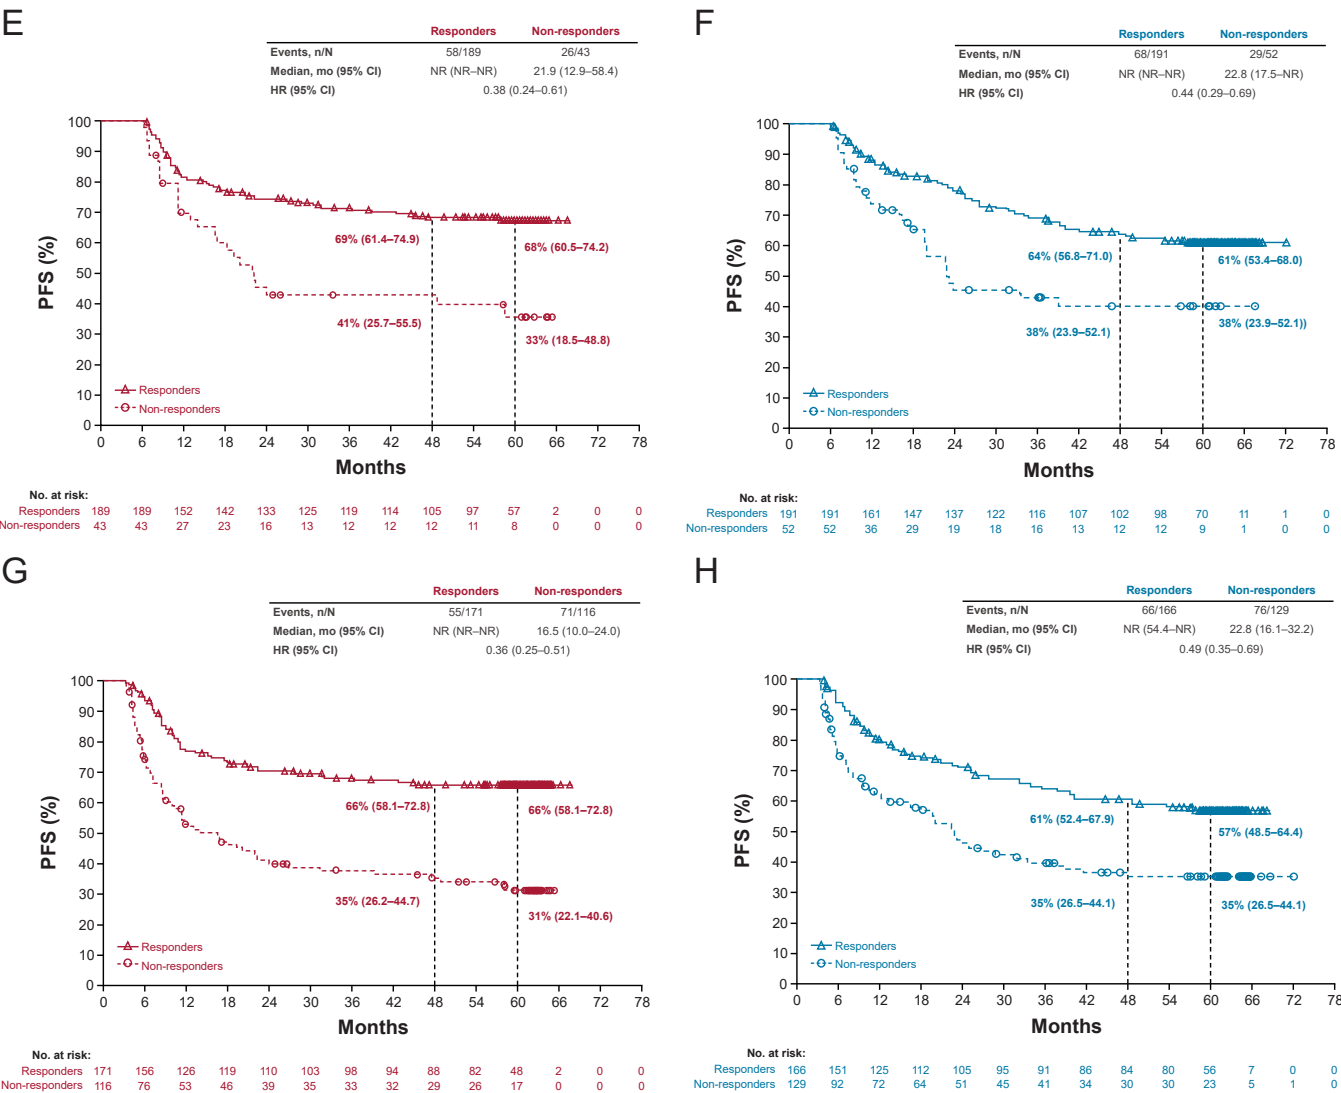 E
Responders Non-responders
Events, n/N 58/189 26/43
Median, mo (95% CI) NR (NR–NR) 21.9 (12.9–58.4)
HR (95% CI) 0.38 (0.24–0.61)
PFS (%)
100
90
80
70
60
50
40
30
20
10
0
69% (61.4–74.9)
68% (60.5–74.2)
41% (25.7–55.5)
33% (18.5–48.8)
Responders
Non-responders
0 6 12 18 24 30 36 42 48 54 60 66 72 78
Months
No. at risk:
Responders 189 189 152 142 133 125 119 114 105 97 57 2 0 0
Non-responders 43 43 27 23 16 13 12 12 12 11 8 0 0 0
F
Responders Non-responders
Events, n/N 68/191 29/52
Median, mo (95% CI) NR (NR–NR) 22.8 (17.5–NR)
HR (95% CI) 0.44 (0.29–0.69)
PFS (%)
100
90
80
70
60
50
40
30
20
10
0
64% (56.8–71.0)
61% (53.4–68.0)
38% (23.9–52.1)
38% (23.9–52.1))
Responders
Non-responders
0 6 12 18 24 30 36 42 48 54 60 66 72 78
Months
No. at risk:
Responders 191 191 161 147 137 122 116 107 102 98 70 11 1 0
Non-responders 52 52 36 29 19 18 16 13 12 12 9 1 0 0
G
Responders Non-responders
Events, n/N 55/171 71/116
Median, mo (95% CI) NR (NR–NR) 16.5 (10.0–24.0)
HR (95% CI) 0.36 (0.25–0.51)
PFS (%)
100
90
80
70
60
50
40
30
20
10
0
66% (58.1–72.8)
66% (58.1–72.8)
35% (26.2–44.7)
31% (22.1–40.6)
Responders
Non-responders
0 6 12 18 24 30 36 42 48 54 60 66 72 78
Months
No. at risk:
Responders 171 156 126 119 110 103 98 94 88 82 48 2 0 0
Non-responders 116 76 53 46 39 35 33 32 29 26 17 0 0 0
H
Responders Non-responders
Events, n/N 66/166 76/129
Median, mo (95% CI) NR (54.4–NR) 22.8 (16.1–32.2)
HR (95% CI) 0.49 (0.35–0.69)
PFS (%)
100
90
80
70
60
50
40
30
20
10
0
61% (52.4–67.9)
57% (48.5–64.4)
35% (26.5–44.1)
35% (26.5–44.1)
Responders
Non-responders
0 6 12 18 24 30 36 42 48 54 60 66 72 78
Months
No. at risk:
Responders 166 151 125 112 105 95 91 86 84 80 56 7 0 0
Non-responders 129 92 72 64 51 45 41 34 30 30 23 5 1 0